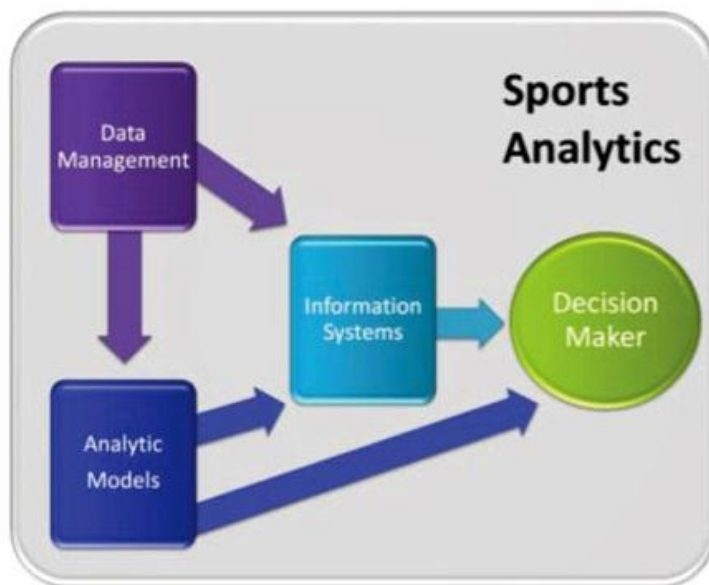 Sports
Analytics
Data
Management
Information
Systems
Decision
Maker
Analytic
Models